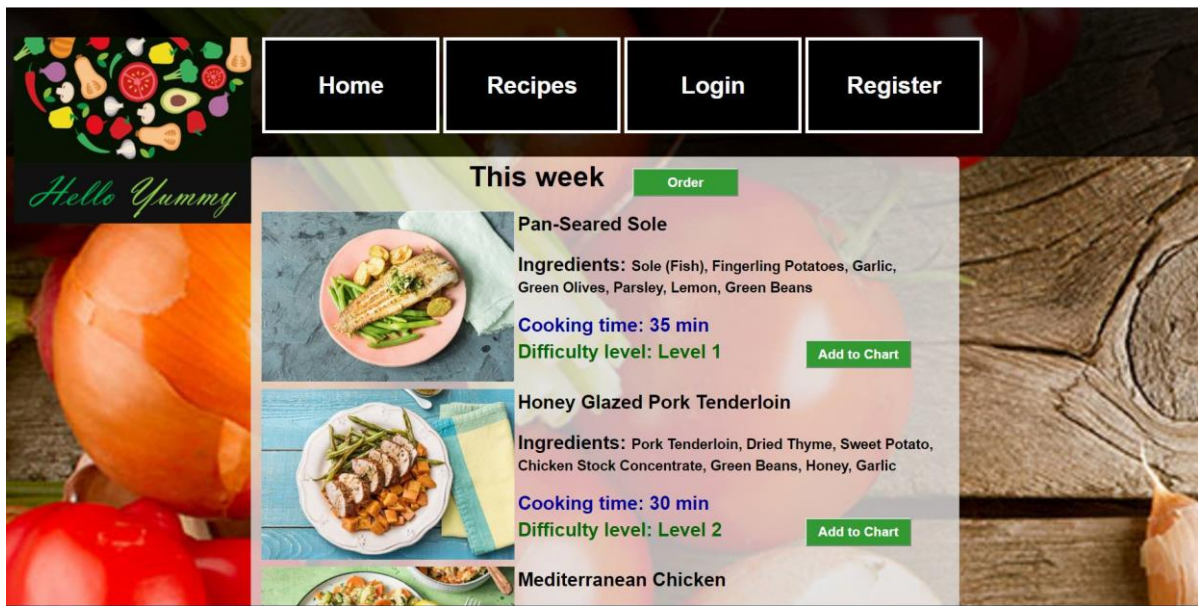 Home
Recipes
Login
Register
Hello Yummy
This week
Order
Pan-Seared Sole
Ingredients: Sole (Fish), Fingerling Potatoes, Garlic,
Green Olives, Parsley, Lemon, Green Beans
Cooking time: 35 min
Difficulty level: Level 1
Add to Chart
Honey Glazed Pork Tenderloin
Ingredients: Pork Tenderloin, Dried Thyme, Sweet Potato,
Chicken Stock Concentrate, Green Beans, Honey, Garlic
Cooking time: 30 min
Difficulty level: Level 2
Add to Chart
Mediterranean Chicken